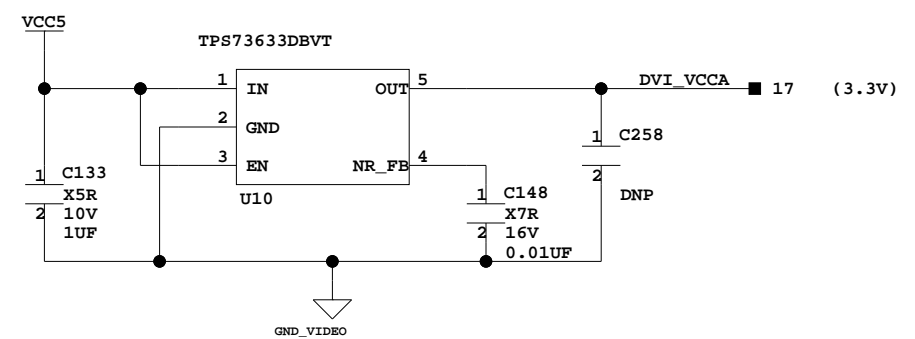 VCC5
TPS73633DBVT
1 IN OUT 5 DVI_VCCA 17 (3.3V)
2 GND
3 EN NR_FB 4
U10
1 C133
X5R
2 10V
1UF
1 C148
X7R
2 16V
0.01UF
1 C258
2
DNP
GND_VIDEO